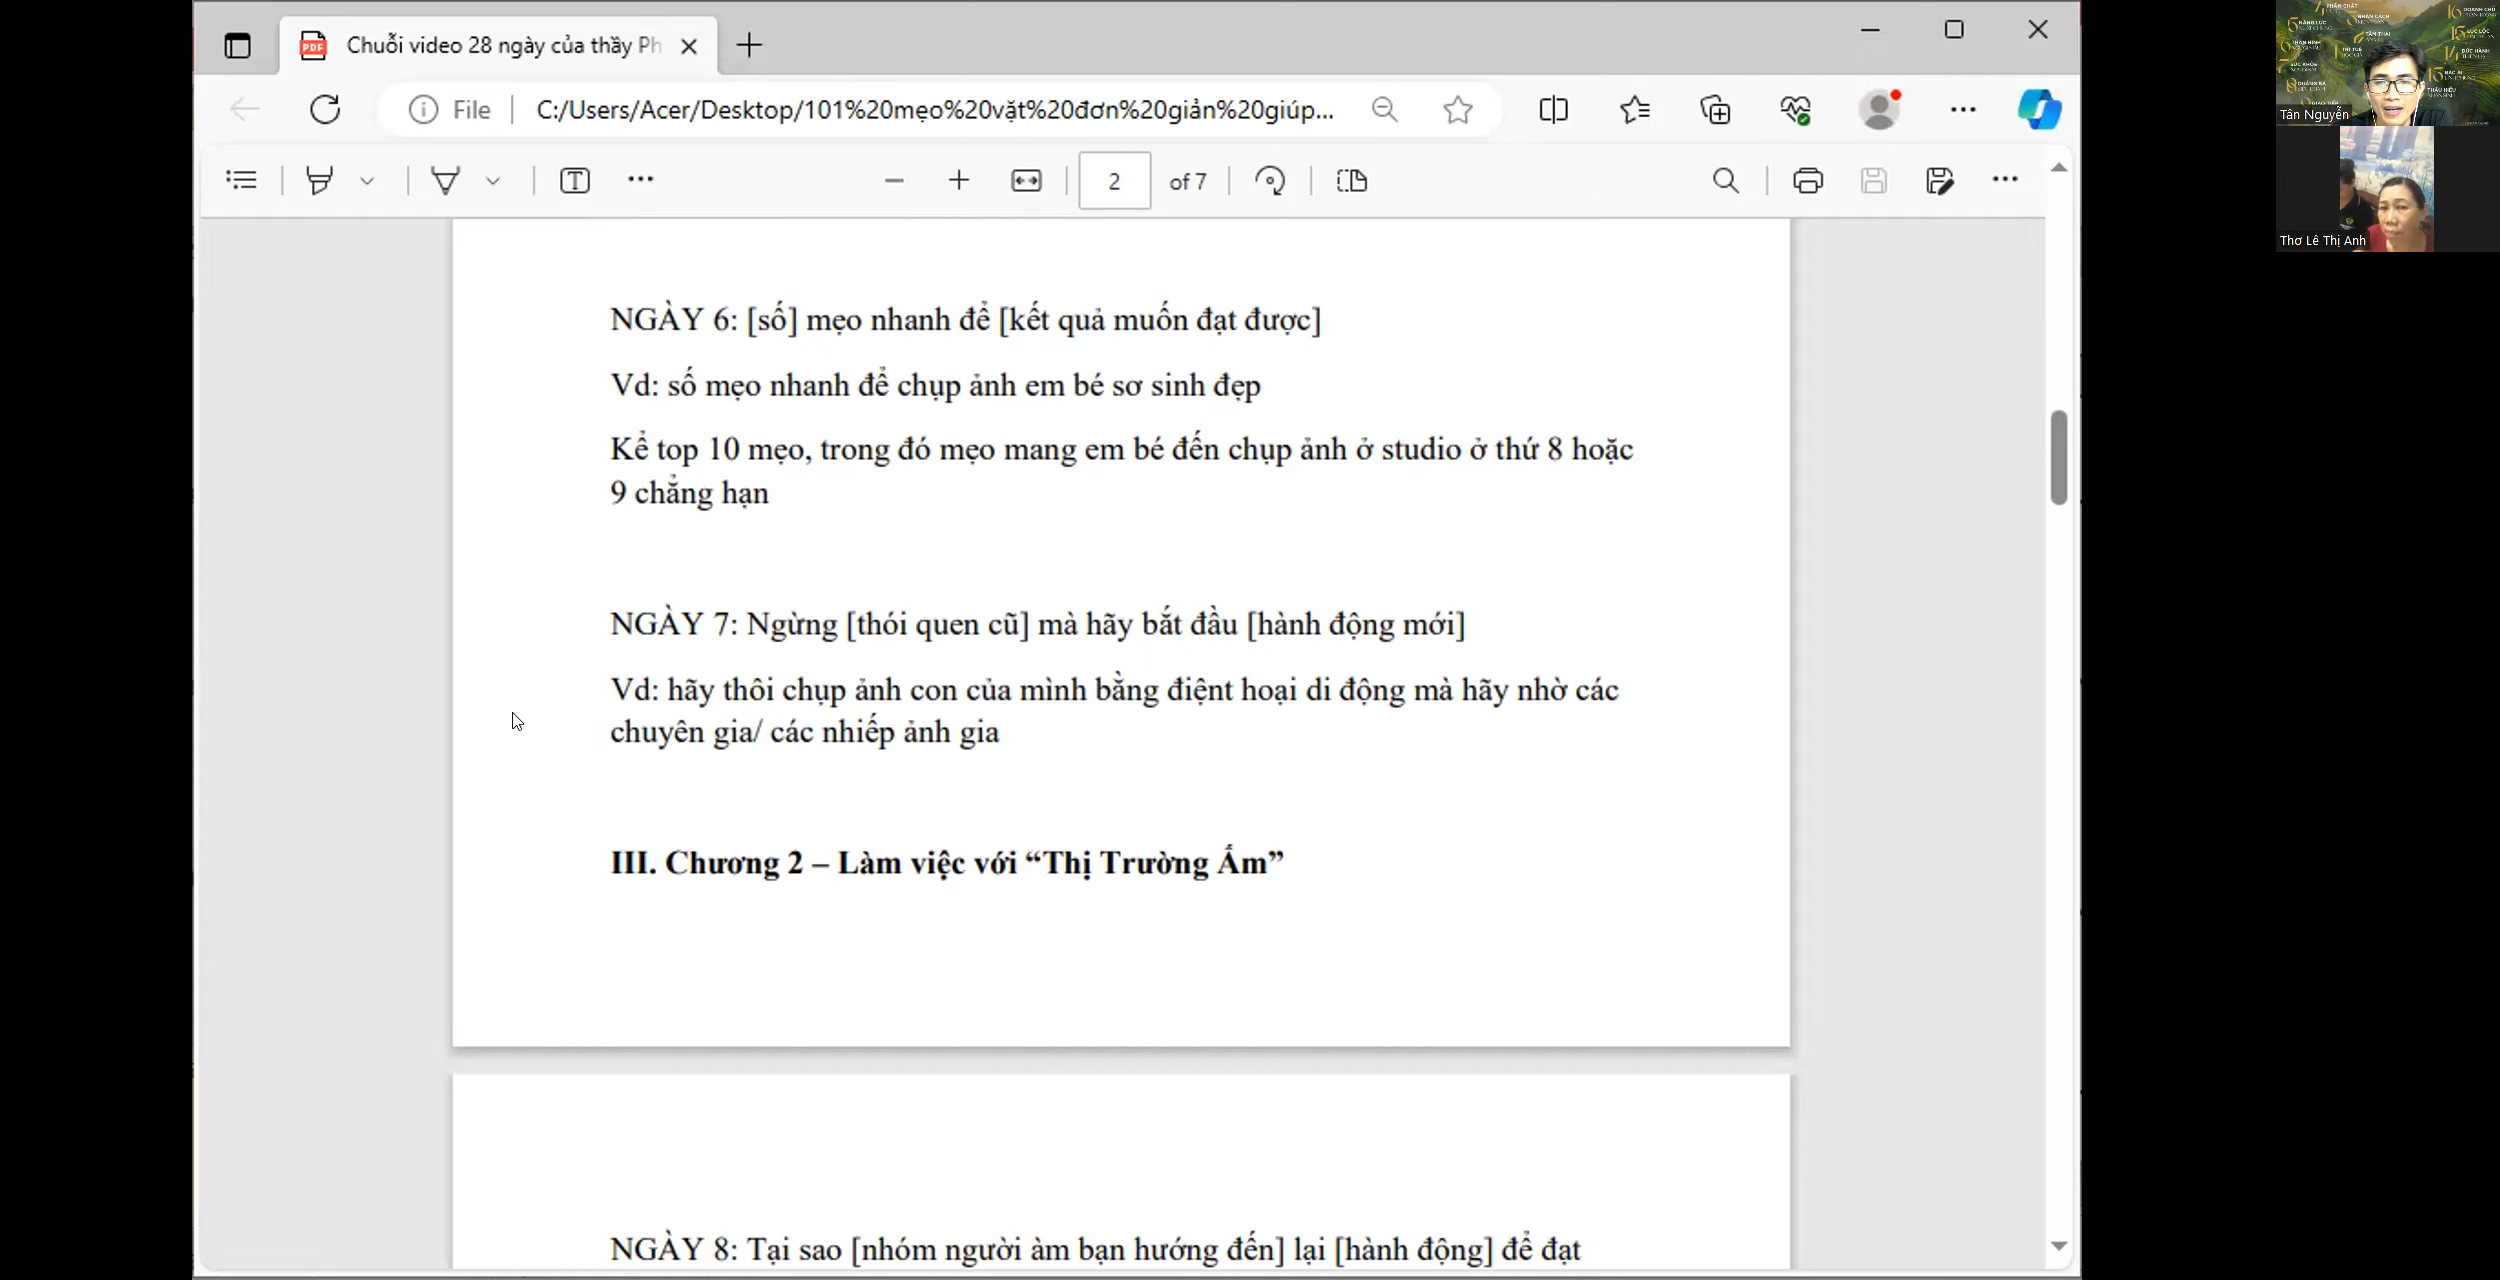 Chuỗi video 28 ngày của thầy Ph
File
C:/Users/Acer/Desktop/101%20mẹo%20vặt%20đơn%20giản%20giúp...
2 of 7
NGÀY 6: [số] mẹo nhanh để [kết quả muốn đạt được]
Vd: số mẹo nhanh để chụp ảnh em bé sơ sinh đẹp
Kể top 10 mẹo, trong đó mẹo mang em bé đến chụp ảnh ở studio ở thứ 8 hoặc
9 chẳng hạn
NGÀY 7: Ngừng [thói quen cũ] mà hãy bắt đầu [hành động mới]
Vd: hãy thôi chụp ảnh con của mình bằng điệnt hoại di động mà hãy nhờ các
chuyên gia/ các nhiếp ảnh gia
III. Chương 2 – Làm việc với “Thị Trường Ấm”
NGÀY 8: Tại sao [nhóm người àm bạn hướng đến] lại [hành động] để đạt
Tân Nguyễn
Thơ Lê Thị Anh